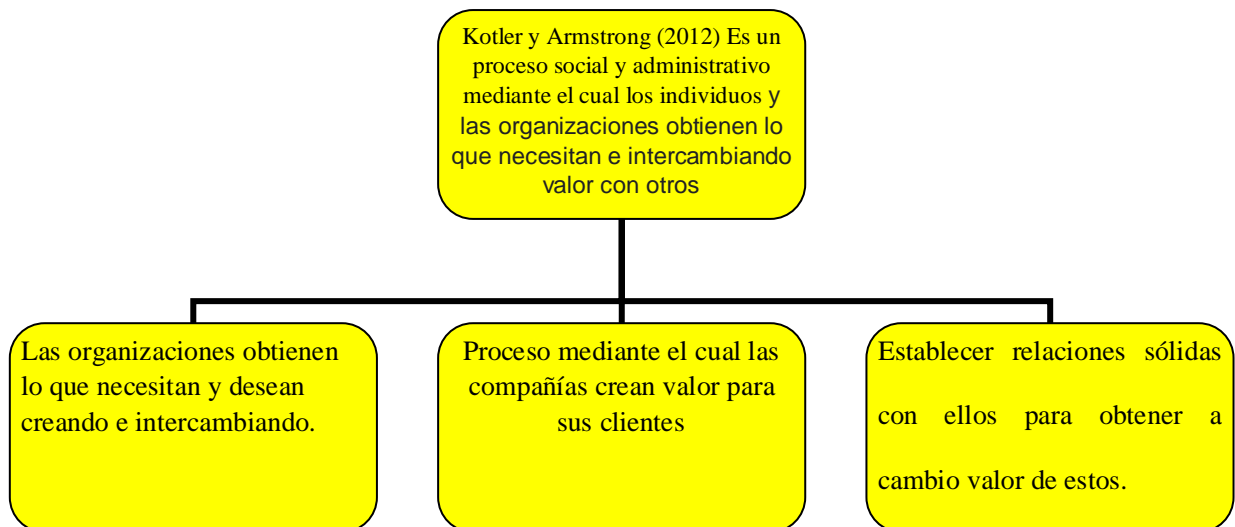 Kotler y Armstrong (2012) Es un
proceso social y administrativo
mediante el cual los individuos y
las organizaciones obtienen lo
que necesitan e intercambiando
valor con otros
Las organizaciones obtienen
lo que necesitan y desean
creando e intercambiando.
Proceso mediante el cual las
compañías crean valor para
sus clientes
Establecer relaciones sólidas
con ellos para obtener a
cambio valor de estos.